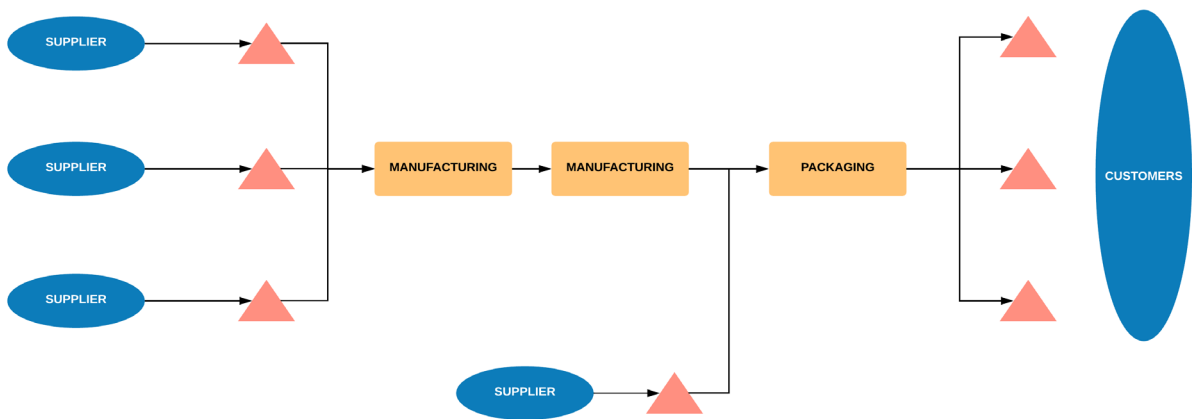 SUPPLIER
SUPPLIER
MANUFACTURING
MANUFACTURING
PACKAGING
CUSTOMERS
SUPPLIER
SUPPLIER